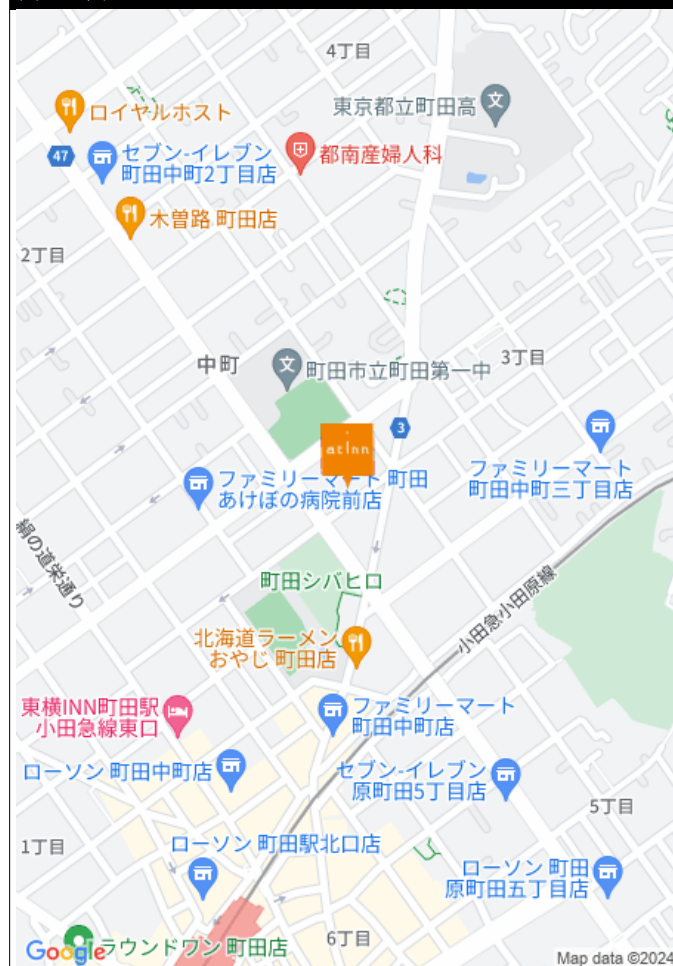 4丁目
東京都立町田高
ロイヤルホスト
47
セブン-イレブン
町田中町2丁目店
都南産婦人科
木曽路 町田店
2丁目
中町
町田市立町田第一中
3丁目
3
at Inn
ファミリーマート 町田
あけぼの病院前店
ファミリーマート
町田中町三丁目店
絹の道栄通り
町田シバヒロ
小田急小田原線
北海道ラーメン
おやじ 町田店
東横INN町田駅
小田急線東口
ファミリーマート
町田中町店
ローソン 町田中町店
セブン-イレブン
原町田5丁目店
5丁目
1丁目
ローソン 町田駅北口店
ローソン 町田
原町田五丁目店
Google
ラウンドワン 町田店
6丁目
Map data ©2024